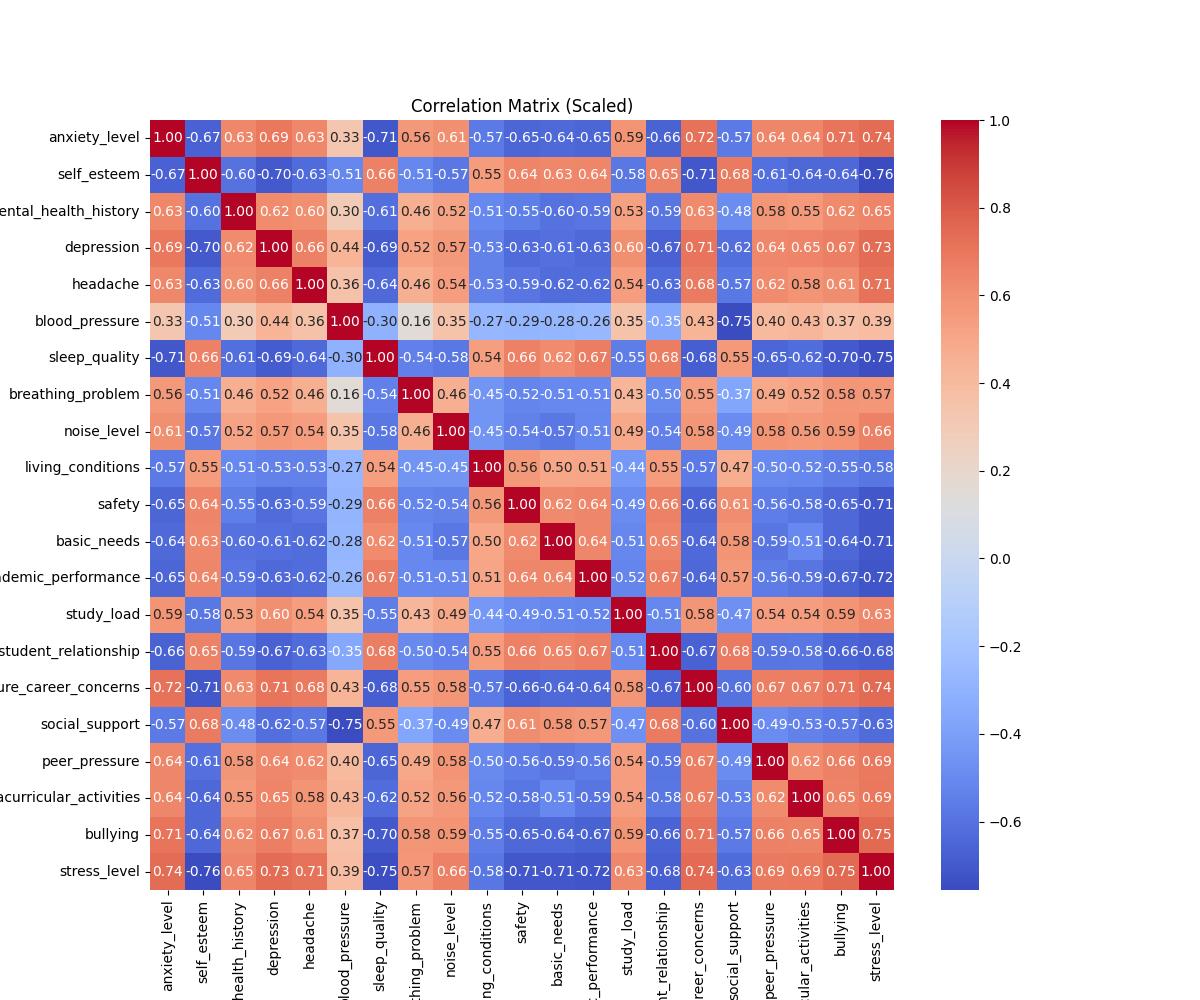 Correlation Matrix (Scaled)
anxiety_level 1.00 -0.67 0.63 0.69 0.63 0.33 -0.71 0.56 0.61 -0.57 -0.65 -0.64 -0.65 0.59 -0.66 0.72 -0.57 0.64 0.64 0.71 0.74
self_esteem -0.67 1.00 -0.60 -0.70 -0.63 -0.51 0.66 -0.51 -0.57 0.55 0.64 0.63 0.64 -0.58 0.65 -0.71 0.68 -0.61 -0.64 -0.64 -0.76
ental_health_history 0.63 -0.60 1.00 0.62 0.60 0.30 -0.61 0.46 0.52 -0.51 -0.55 -0.60 -0.59 0.53 -0.59 0.63 -0.48 0.58 0.55 0.62 0.65
depression 0.69 -0.70 0.62 1.00 0.66 0.44 -0.69 0.52 0.57 -0.53 -0.63 -0.61 -0.63 0.60 -0.67 0.71 -0.62 0.64 0.65 0.67 0.73
headache 0.63 -0.63 0.60 0.66 1.00 0.36 -0.64 0.46 0.54 -0.53 -0.59 -0.62 -0.62 0.54 -0.63 0.68 -0.57 0.62 0.58 0.61 0.71
blood_pressure 0.33 -0.51 0.30 0.44 0.36 1.00 -0.30 0.16 0.35 -0.27 -0.29 -0.28 -0.26 0.35 -0.35 0.43 -0.75 0.40 0.43 0.37 0.39
sleep_quality -0.71 0.66 -0.61 -0.69 -0.64 -0.30 1.00 -0.54 -0.58 0.54 0.66 0.62 0.67 -0.55 0.68 -0.68 0.55 -0.65 -0.62 -0.70 -0.75
breathing_problem 0.56 -0.51 0.46 0.52 0.46 0.16 -0.54 1.00 0.46 -0.45 -0.52 -0.51 -0.51 0.43 -0.50 0.55 -0.37 0.49 0.52 0.58 0.57
noise_level 0.61 -0.57 0.52 0.57 0.54 0.35 -0.58 0.46 1.00 -0.45 -0.54 -0.57 -0.51 0.49 -0.54 0.58 -0.49 0.58 0.56 0.59 0.66
living_conditions -0.57 0.55 -0.51 -0.53 -0.53 -0.27 0.54 -0.45 -0.45 1.00 0.56 0.50 0.51 -0.44 0.55 -0.57 0.47 -0.50 -0.52 -0.55 -0.58
safety -0.65 0.64 -0.55 -0.63 -0.59 -0.29 0.66 -0.52 -0.54 0.56 1.00 0.62 0.64 -0.49 0.66 -0.66 0.61 -0.56 -0.58 -0.65 -0.71
basic_needs -0.64 0.63 -0.60 -0.61 -0.62 -0.28 0.62 -0.51 -0.57 0.50 0.62 1.00 0.64 -0.51 0.65 -0.64 0.58 -0.59 -0.51 -0.64 -0.71
demic_performance -0.65 0.64 -0.59 -0.63 -0.62 -0.26 0.67 -0.51 -0.51 0.51 0.64 0.64 1.00 -0.52 0.67 -0.64 0.57 -0.56 -0.59 -0.67 -0.72
study_load 0.59 -0.58 0.53 0.60 0.54 0.35 -0.55 0.43 0.49 -0.44 -0.49 -0.51 -0.52 1.00 -0.51 0.58 -0.47 0.54 0.54 0.59 0.63
student_relationship -0.66 0.65 -0.59 -0.67 -0.63 -0.35 0.68 -0.50 -0.54 0.55 0.66 0.65 0.67 -0.51 1.00 -0.67 0.68 -0.59 -0.58 -0.66 -0.68
ure_career_concerns 0.72 -0.71 0.63 0.71 0.68 0.43 -0.68 0.55 0.58 -0.57 -0.66 -0.64 -0.64 0.58 -0.67 1.00 -0.60 0.67 0.67 0.71 0.74
social_support -0.57 0.68 -0.48 -0.62 -0.57 -0.75 0.55 -0.37 -0.49 0.47 0.61 0.58 0.57 -0.47 0.68 -0.60 1.00 -0.49 -0.53 -0.57 -0.63
peer_pressure 0.64 -0.61 0.58 0.64 0.62 0.40 -0.65 0.49 0.58 -0.50 -0.56 -0.59 -0.56 0.54 -0.59 0.67 -0.49 1.00 0.62 0.66 0.69
acurricular_activities 0.64 -0.64 0.55 0.65 0.58 0.43 -0.62 0.52 0.56 -0.52 -0.58 -0.51 -0.59 0.54 -0.58 0.67 -0.53 0.62 1.00 0.65 0.69
bullying 0.71 -0.64 0.62 0.67 0.61 0.37 -0.70 0.58 0.59 -0.55 -0.65 -0.64 -0.67 0.59 -0.66 0.71 -0.57 0.66 0.65 1.00 0.75
stress_level 0.74 -0.76 0.65 0.73 0.71 0.39 -0.75 0.57 0.66 -0.58 -0.71 -0.71 -0.72 0.63 -0.68 0.74 -0.63 0.69 0.69 0.75 1.00
anxiety_level
self_esteem
health_history
depression
headache
blood_pressure
sleep_quality
thing_problem
noise_level
ng_conditions
safety
basic_needs
_performance
study_load
nt_relationship
reer_concerns
social_support
peer_pressure
ular_activities
bullying
stress_level
1.0
0.8
0.6
0.4
0.2
0.0
−0.2
−0.4
−0.6